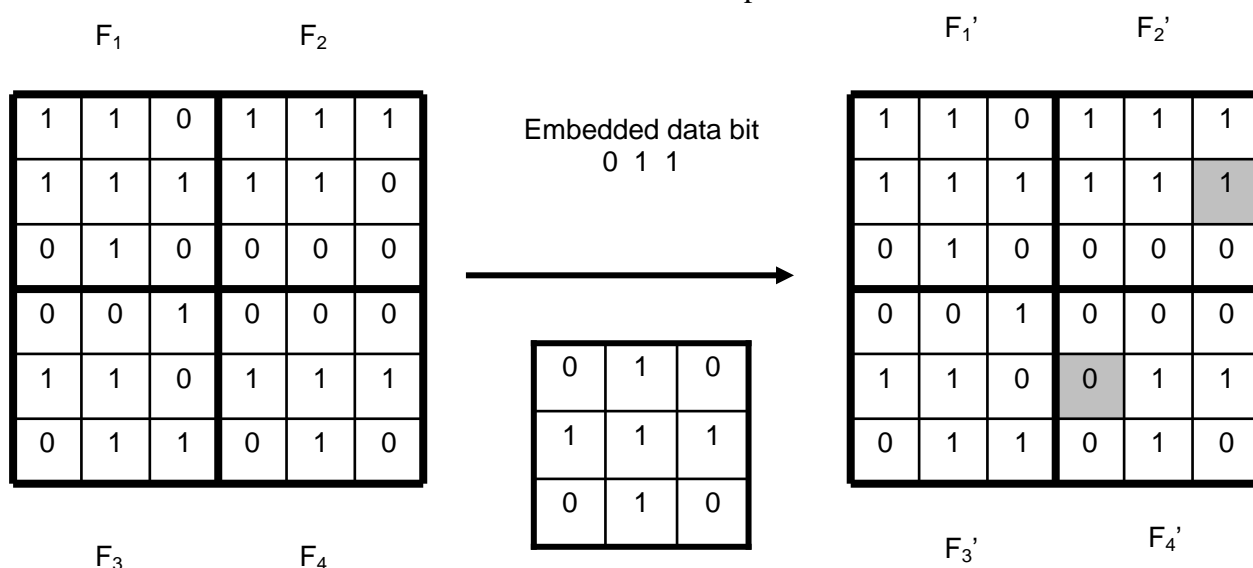 F₁ F₂
1 1 0 1 1 1
1 1 1 1 1 0
0 1 0 0 0 0
0 0 1 0 0 0
1 1 0 1 1 1
0 1 1 0 1 0
F₃ F₄
Embedded data bit
0 1 1
0 1 0
1 1 1
0 1 0
F₁’ F₂’
1 1 0 1 1 1
1 1 1 1 1 1
0 1 0 0 0 0
0 0 1 0 0 0
1 1 0 0 1 1
0 1 1 0 1 0
F₃’ F₄’